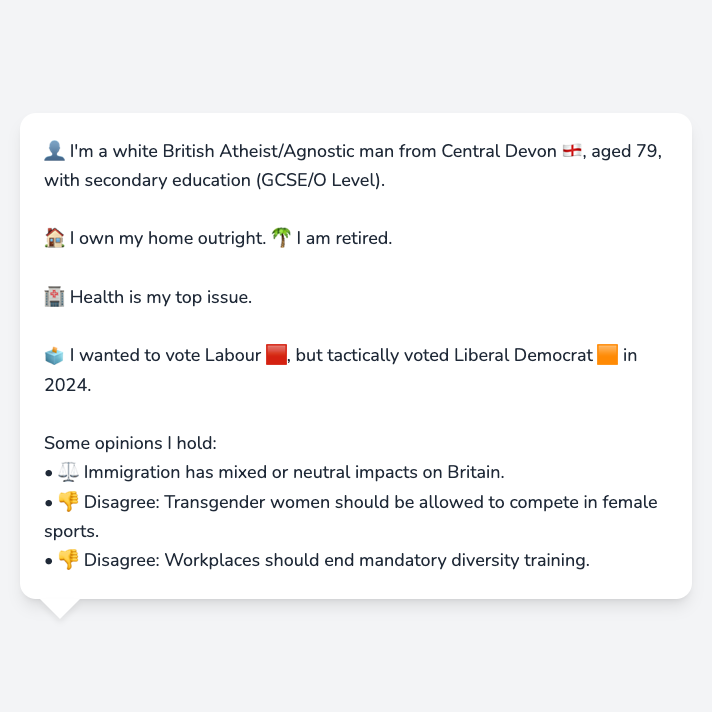 👤 I'm a white British Atheist/Agnostic man from Central Devon 🏴󠁧󠁢󠁥󠁮󠁧󠁿, aged 79,
with secondary education (GCSE/O Level).
🏠 I own my home outright. 🌴 I am retired.
🏥 Health is my top issue.
🗳️ I wanted to vote Labour 🟥, but tactically voted Liberal Democrat 🟧 in
2024.
Some opinions I hold:
• ⚖️ Immigration has mixed or neutral impacts on Britain.
• 👎 Disagree: Transgender women should be allowed to compete in female
sports.
• 👎 Disagree: Workplaces should end mandatory diversity training.